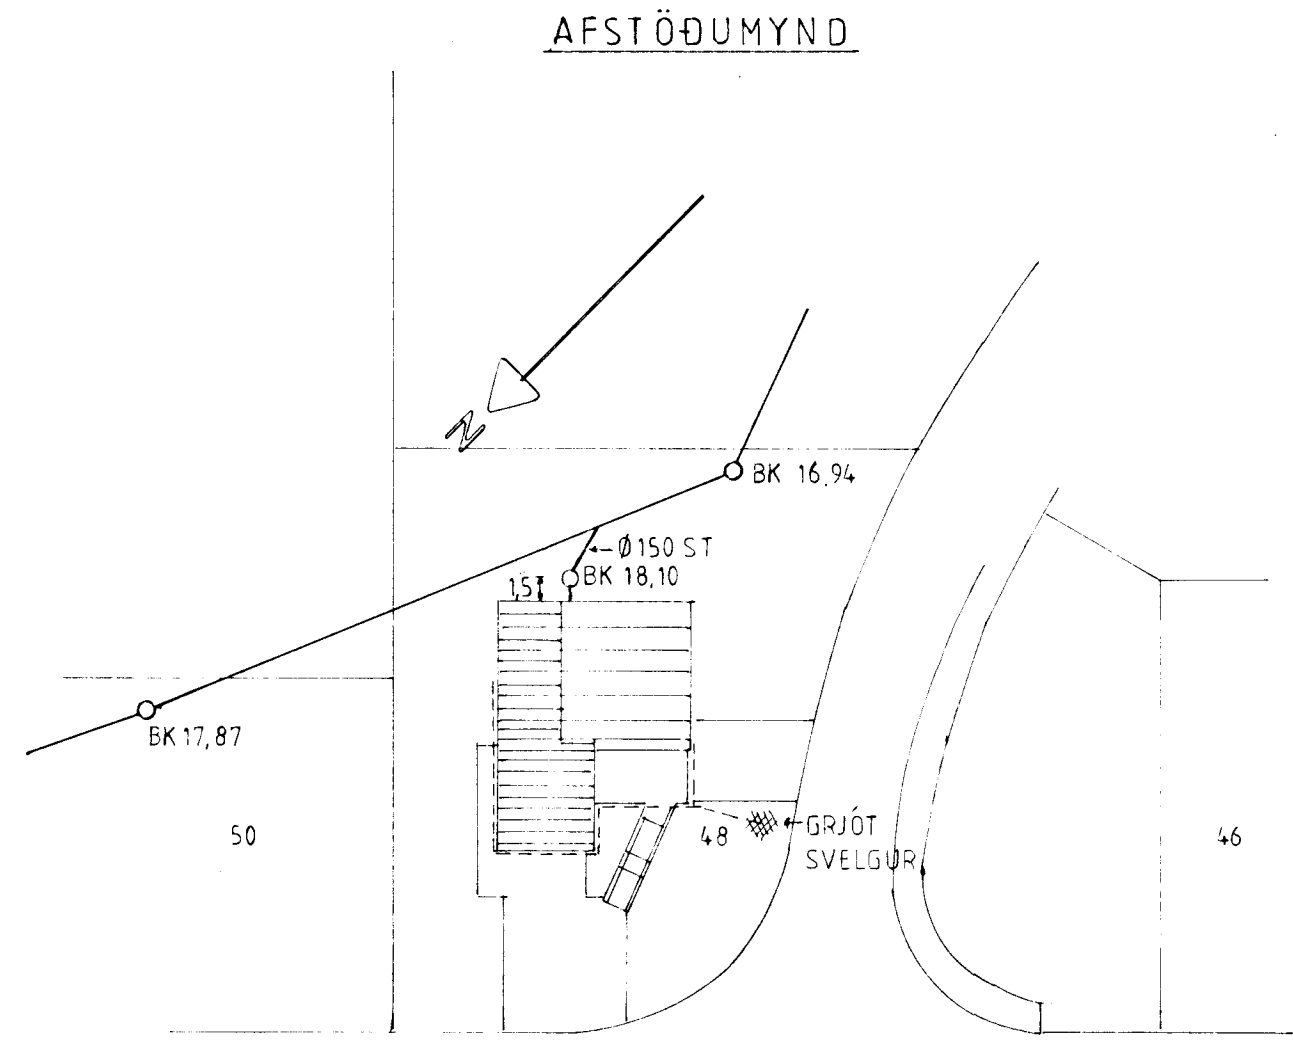 AFSTÖÐUMYND
N
BK 16,94
Ø150 ST
BK 18,10
1,5
BK 17,87
50
48
GRJÓT
SVELGUR
46